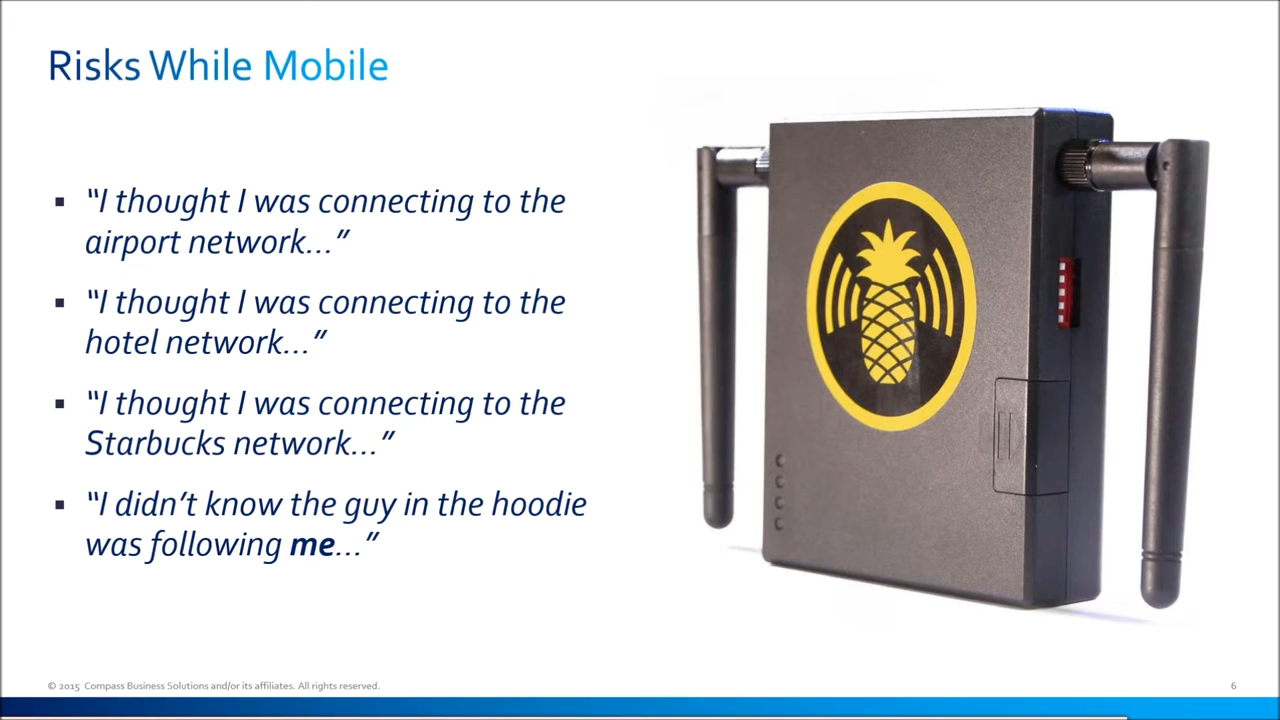 Risks While Mobile
▪ “I thought I was connecting to the
airport network…”
▪ “I thought I was connecting to the
hotel network…”
▪ “I thought I was connecting to the
Starbucks network…”
▪ “I didn’t know the guy in the hoodie
was following me…”
© 2015 Compass Business Solutions and/or its affiliates. All rights reserved.
6